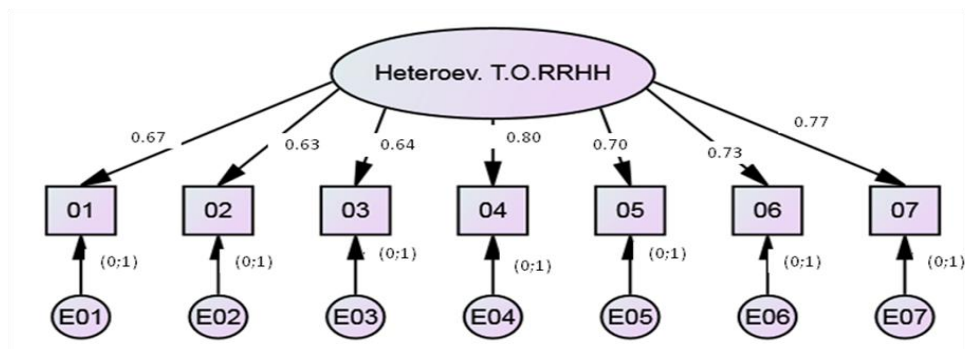 Heteroev. T.O.RRHH
0.67 0.63 0.64 0.80 0.70 0.73 0.77
01 02 03 04 05 06 07
(0;1) (0;1) (0;1) (0;1) (0;1) (0;1) (0;1)
E01 E02 E03 E04 E05 E06 E07